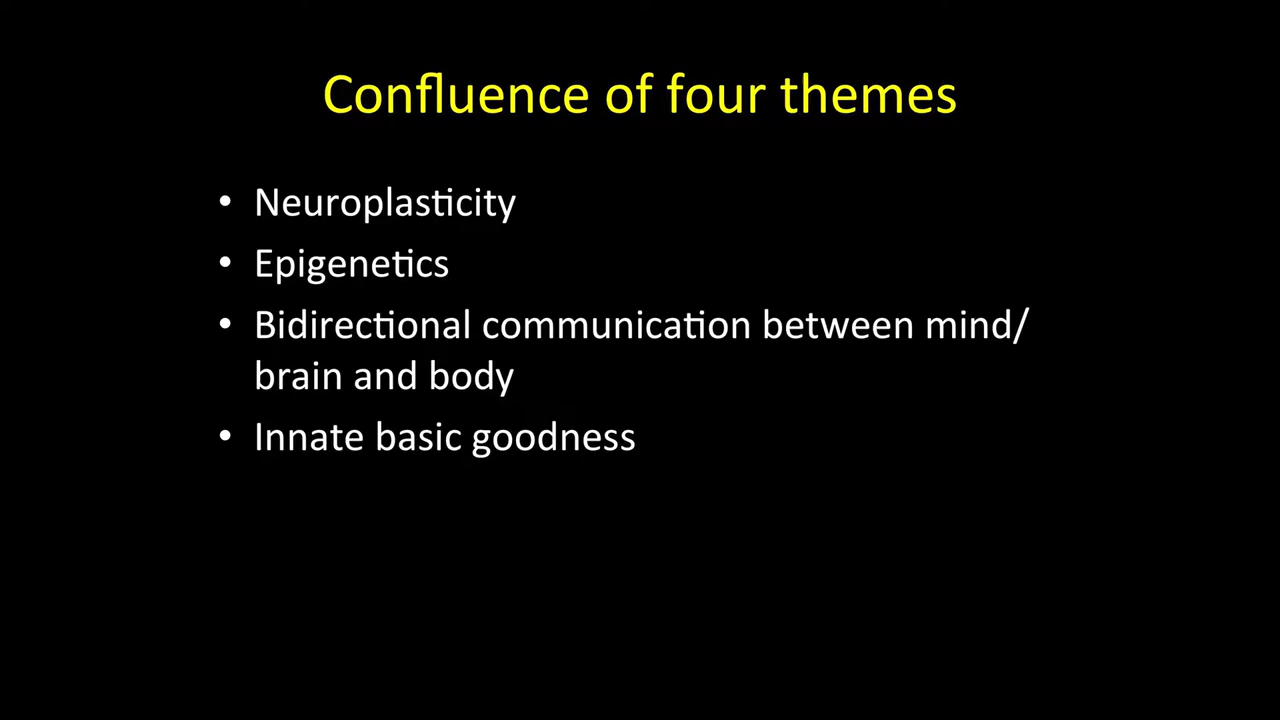 Confluence of four themes
• Neuroplasticity
• Epigenetics
• Bidirectional communication between mind/
brain and body
• Innate basic goodness